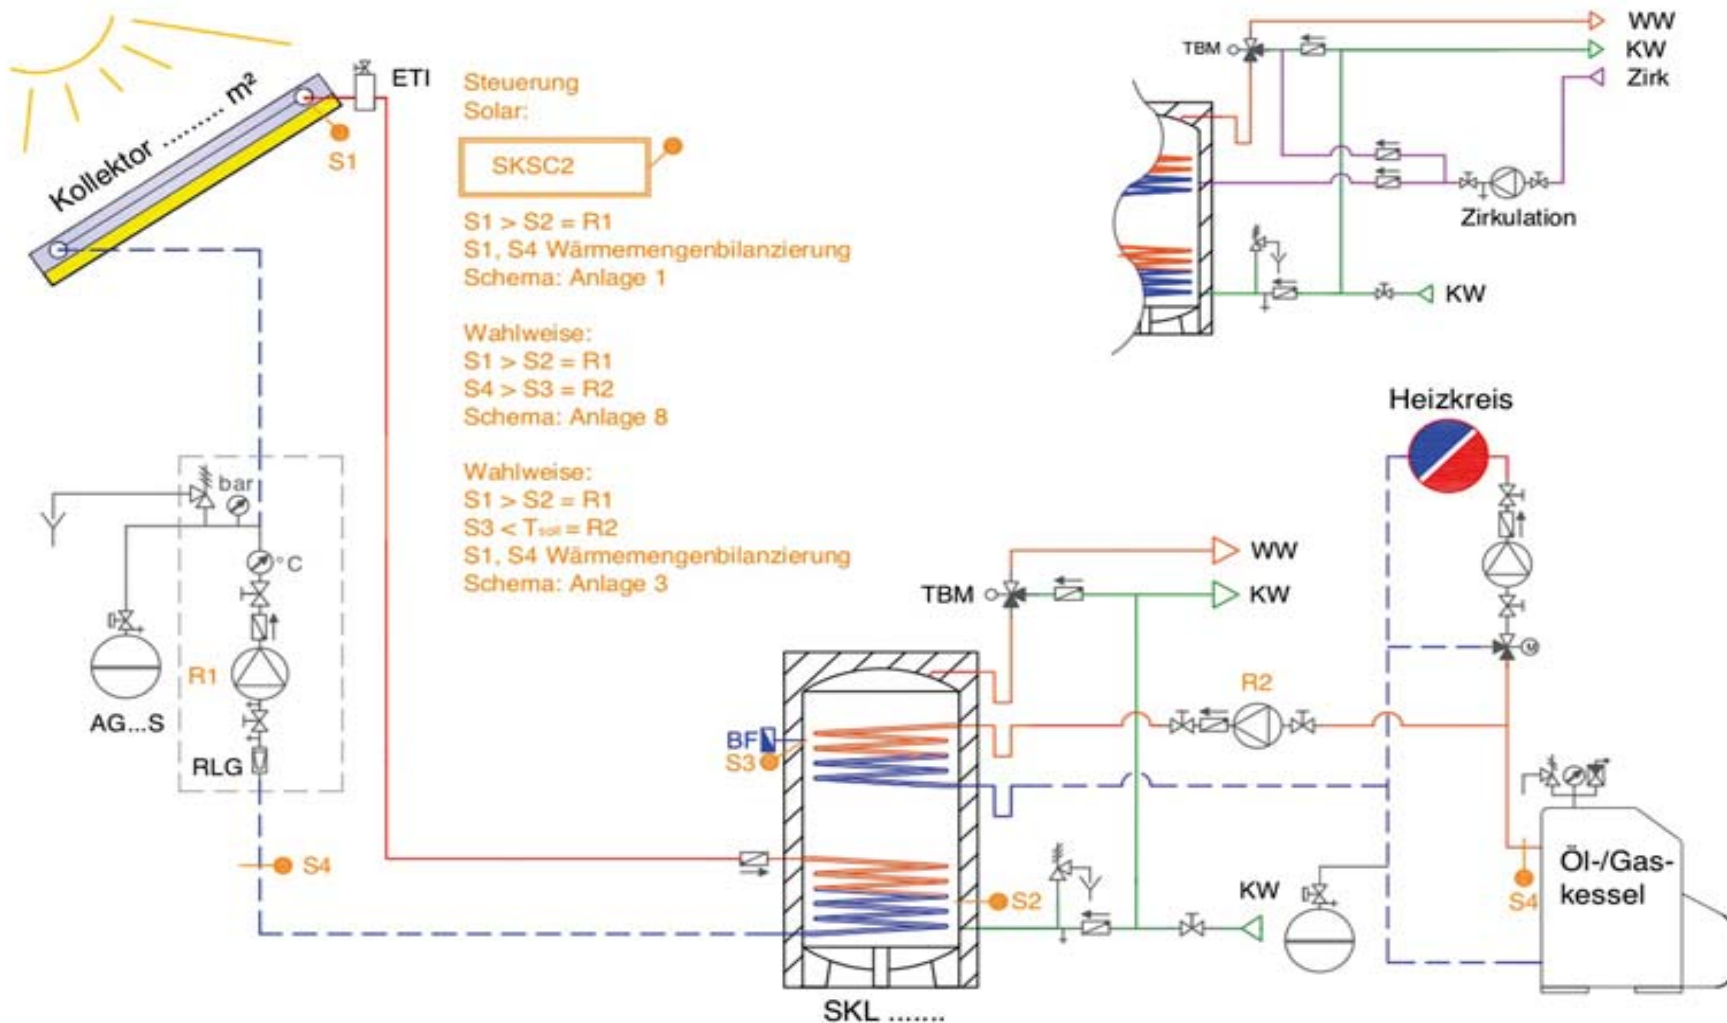 Kollektor ........ m²
ETI
S1
Steuerung
Solar:
SKSC2
S1 > S2 = R1
S1, S4 Wärmemengenbilanzierung
Schema: Anlage 1
Wahlweise:
S1 > S2 = R1
S4 > S3 = R2
Schema: Anlage 8
Wahlweise:
S1 > S2 = R1
S3 < Tsoll = R2
S1, S4 Wärmemengenbilanzierung
Schema: Anlage 3
WW
TBM
KW
Zirk
Zirkulation
KW
Heizkreis
bar
°C
R1
AG...S
RLG
S4
WW
TBM
KW
M
R2
BF
S3
S2
KW
S4
Öl-/Gas-
kessel
SKL .......